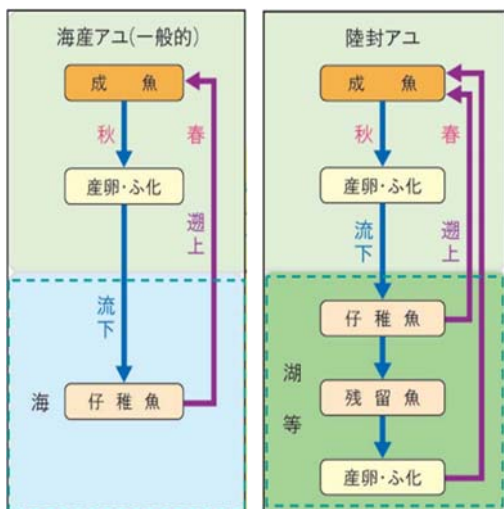 海産アユ(一般的)
成魚
秋
春
産卵・ふ化
遡上
流下
海
仔稚魚
陸封アユ
成魚
秋
春
産卵・ふ化
流下
遡上
仔稚魚
湖等
残留魚
産卵・ふ化